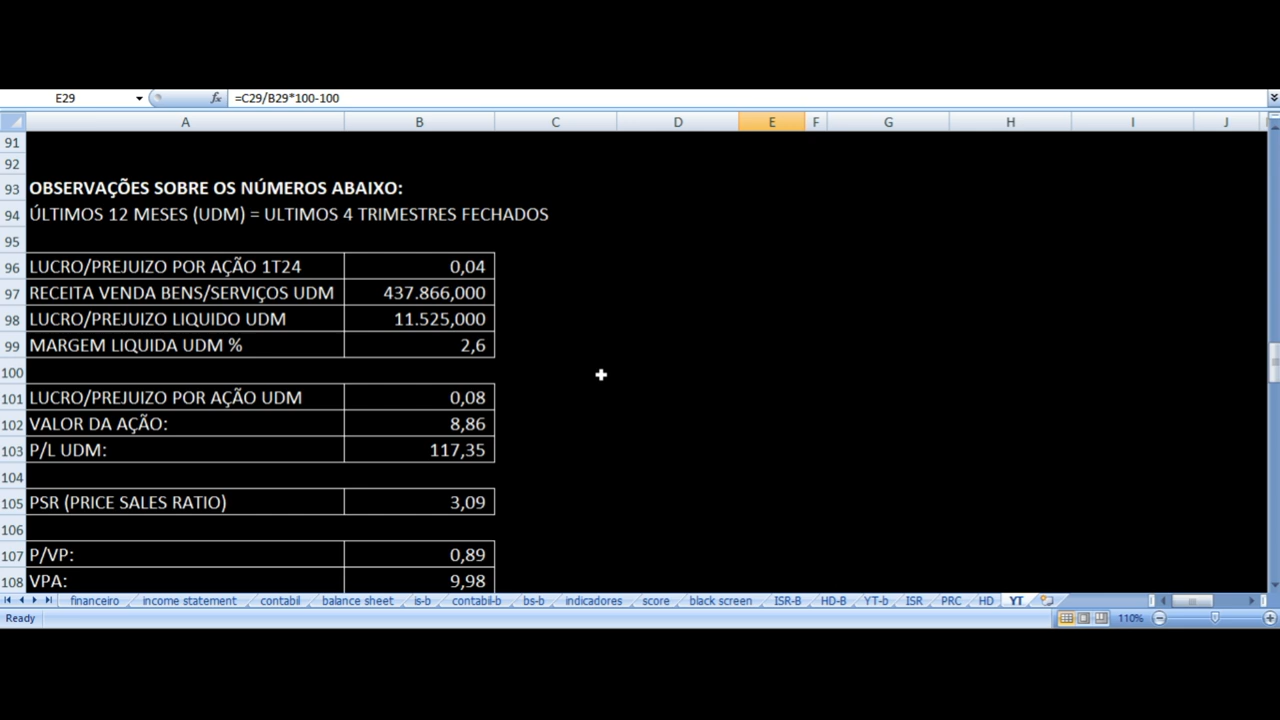 E29 fx =C29/B29*100-100
A B C D E F G H I J
91
92
93 OBSERVAÇÕES SOBRE OS NÚMEROS ABAIXO:
94 ÚLTIMOS 12 MESES (UDM) = ULTIMOS 4 TRIMESTRES FECHADOS
95
96 LUCRO/PREJUIZO POR AÇÃO 1T24 0,04
97 RECEITA VENDA BENS/SERVIÇOS UDM 437.866,000
98 LUCRO/PREJUIZO LIQUIDO UDM 11.525,000
99 MARGEM LIQUIDA UDM % 2,6
100
101 LUCRO/PREJUIZO POR AÇÃO UDM 0,08
102 VALOR DA AÇÃO: 8,86
103 P/L UDM: 117,35
104
105 PSR (PRICE SALES RATIO) 3,09
106
107 P/VP: 0,89
108 VPA: 9,98
financeiro income statement contabil balance sheet is-b contabil-b bs-b indicadores score black screen ISR-B HD-B YT-b ISR PRC HD YT
Ready 110%